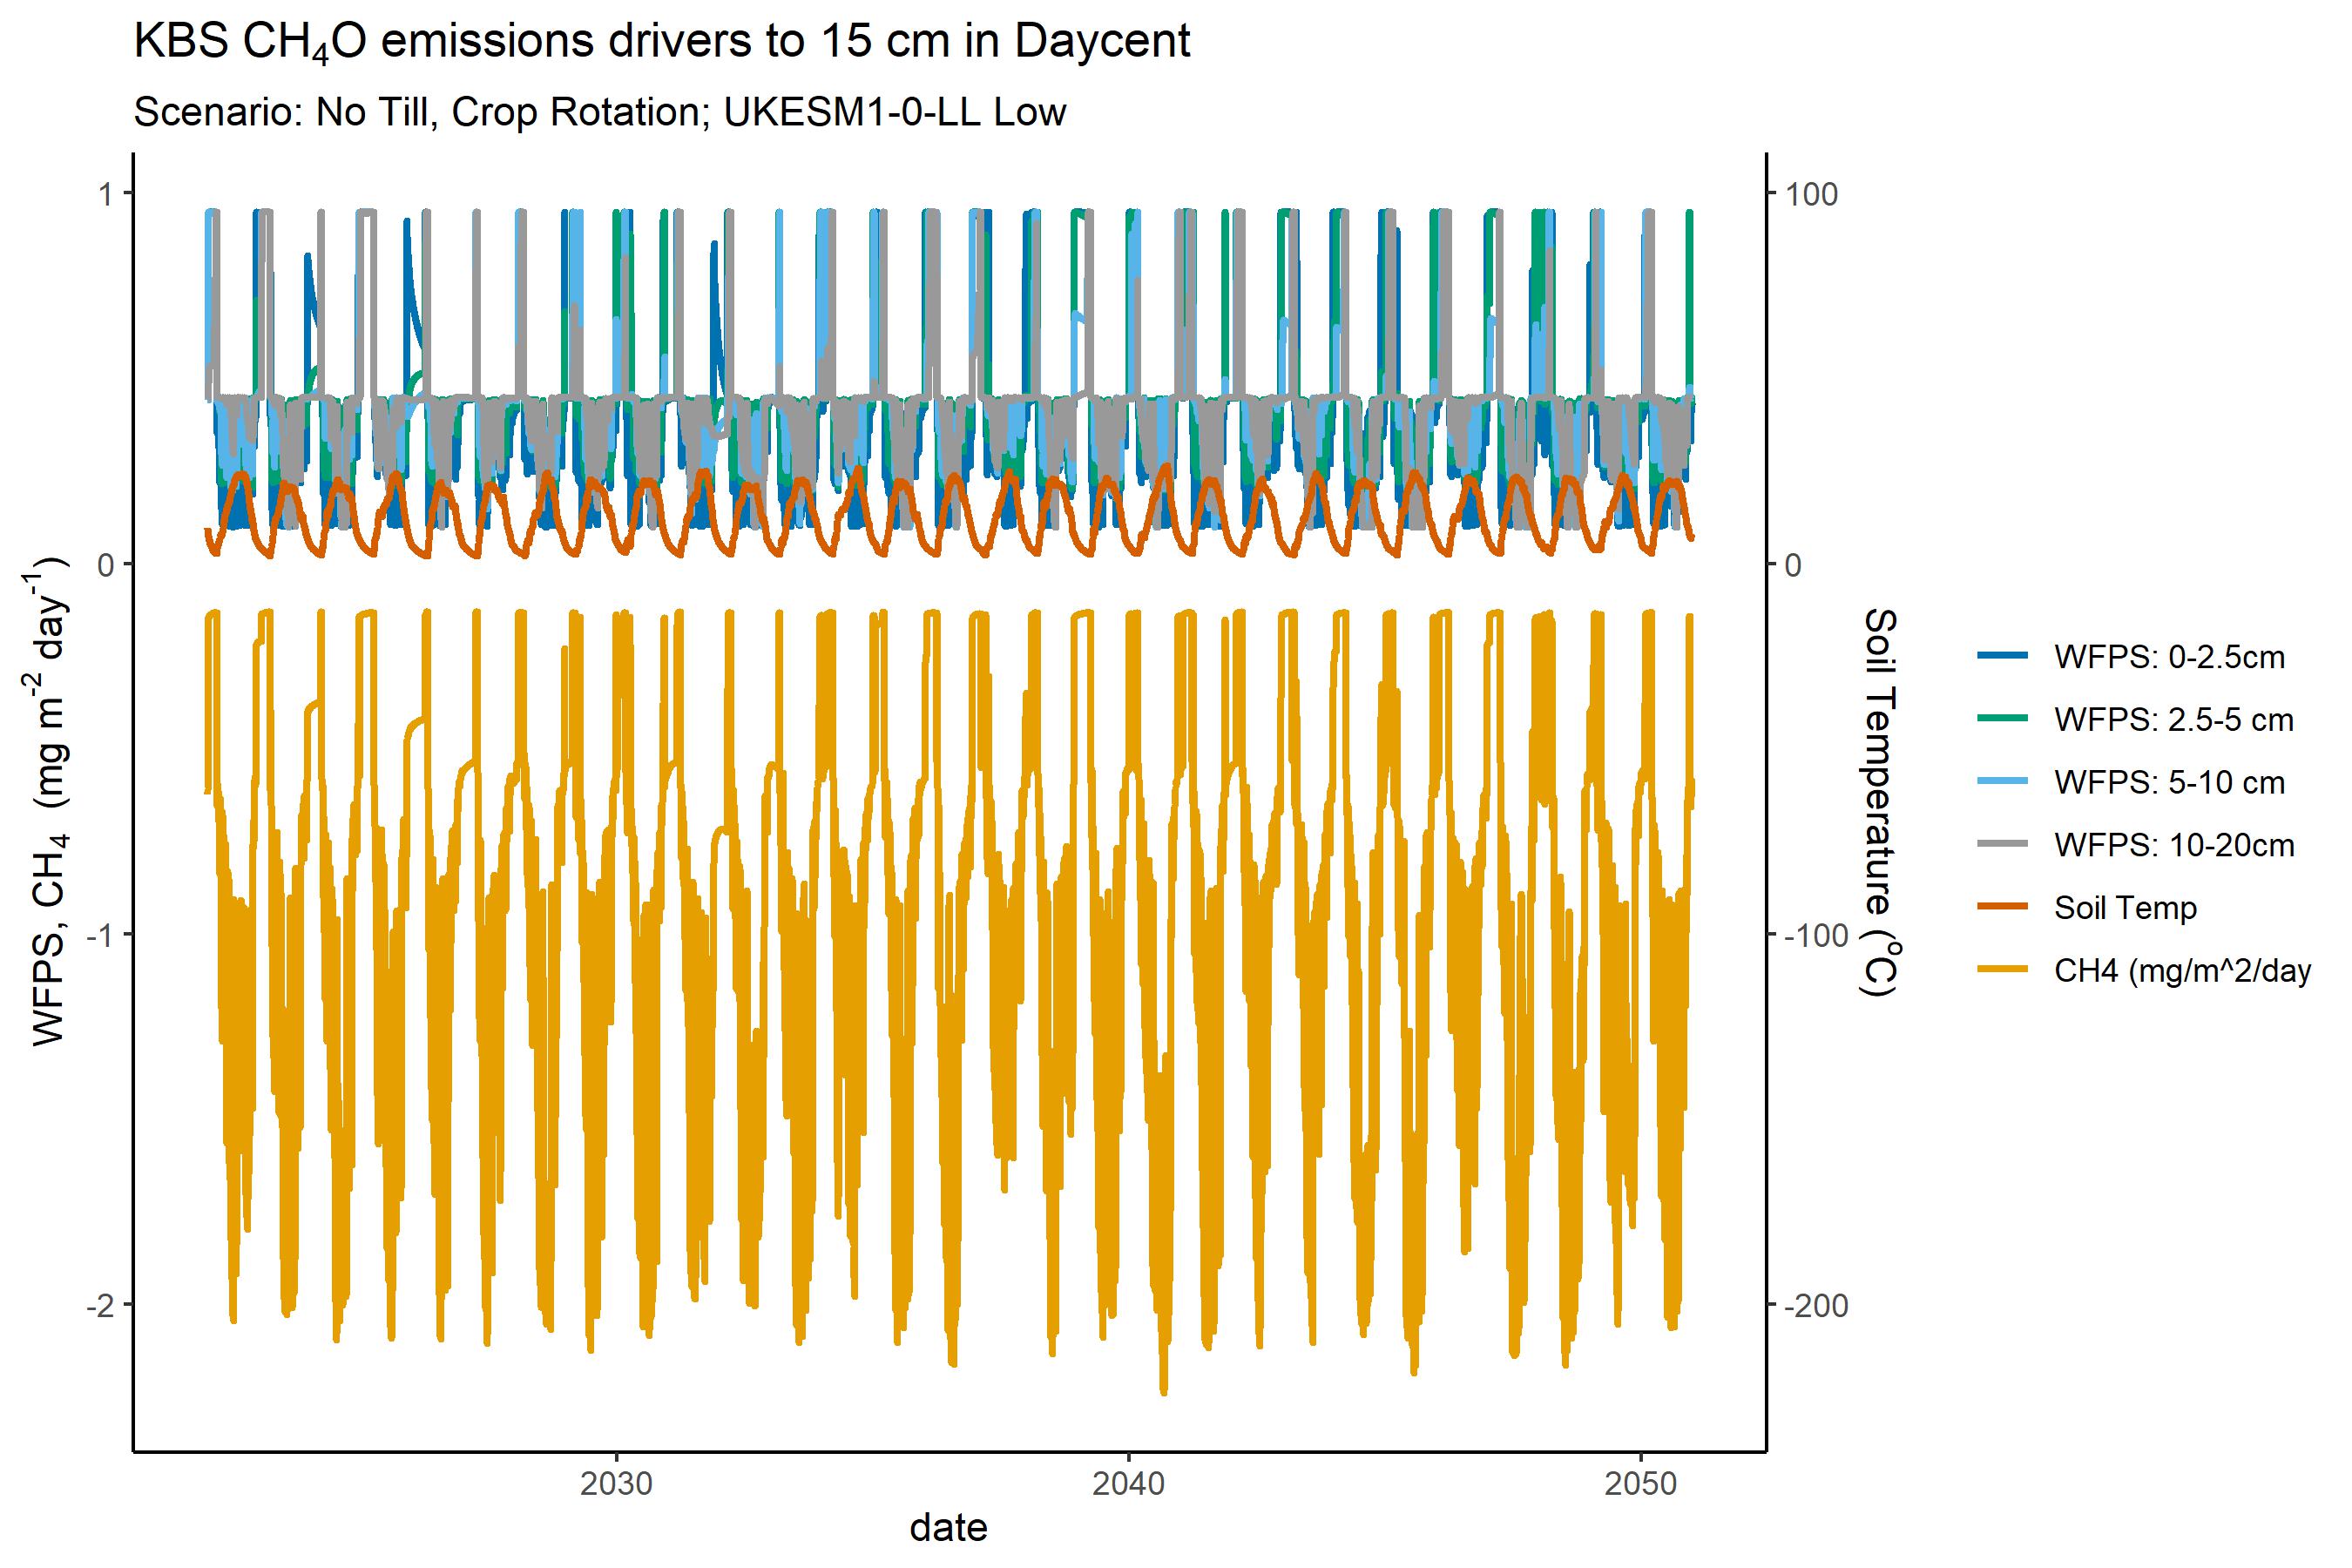 KBS CH₄O emissions drivers to 15 cm in Daycent
Scenario: No Till, Crop Rotation; UKESM1-0-LL Low
1
0
-1
-2
WFPS, CH₄ (mg m⁻² day⁻¹)
100
0
-100
-200
Soil Temperature (°C)
2030
2040
2050
date
WFPS: 0-2.5cm
WFPS: 2.5-5 cm
WFPS: 5-10 cm
WFPS: 10-20cm
Soil Temp
CH4 (mg/m^2/day